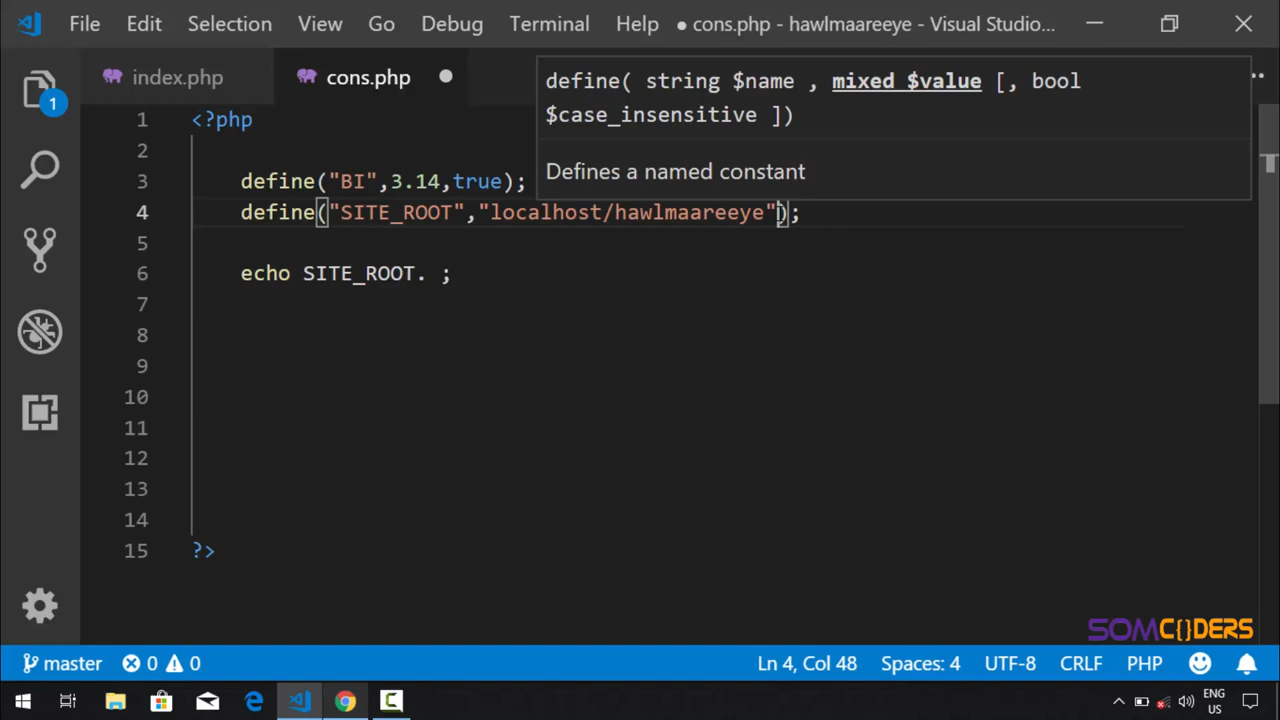 File Edit Selection View Go Debug Terminal Help ● cons.php - hawlmaareeye - Visual Studio...
index.php cons.php
define( string $name , mixed $value [, bool
$case_insensitive ])
Defines a named constant
1 <?php
2
3 define("BI",3.14,true);
4 define("SITE_ROOT","localhost/hawlmaareeye");
5
6 echo SITE_ROOT. ;
7
8
9
10
11
12
13
14
15 ?>
1
SOMC{}DERS
master 0 0 Ln 4, Col 48 Spaces: 4 UTF-8 CRLF PHP
ENG
US